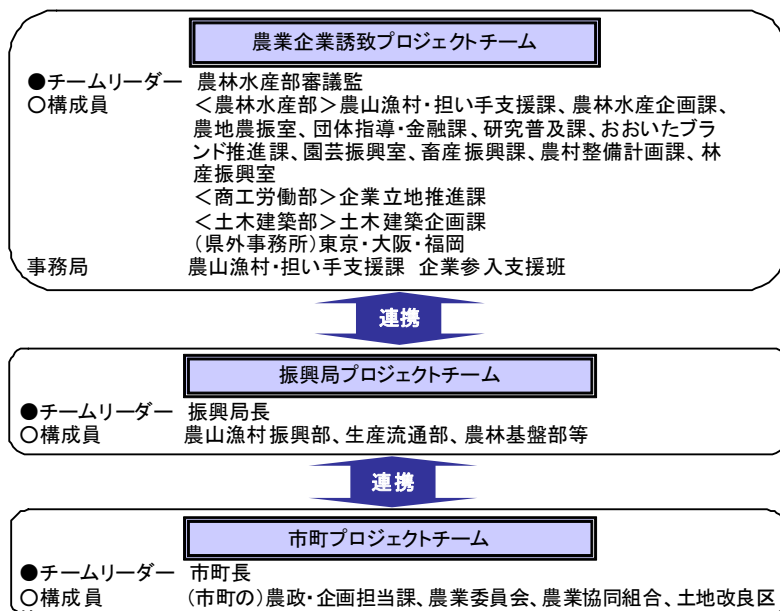 農業企業誘致プロジェクトチーム
●チームリーダー 農林水産部審議監
○構成員 <農林水産部>農山漁村・担い手支援課、農林水産企画課、
農地農振室、団体指導・金融課、研究普及課、おおいたブラ
ンド推進課、園芸振興室、畜産振興課、農村整備計画課、林
産振興室
<商工労働部>企業立地推進課
<土木建築部>土木建築企画課
(県外事務所)東京・大阪・福岡
事務局 農山漁村・担い手支援課 企業参入支援班
連携
振興局プロジェクトチーム
●チームリーダー 振興局長
○構成員 農山漁村振興部、生産流通部、農林基盤部等
連携
市町プロジェクトチーム
●チームリーダー 市町長
○構成員 (市町の)農政・企画担当課、農業委員会、農業協同組合、土地改良区